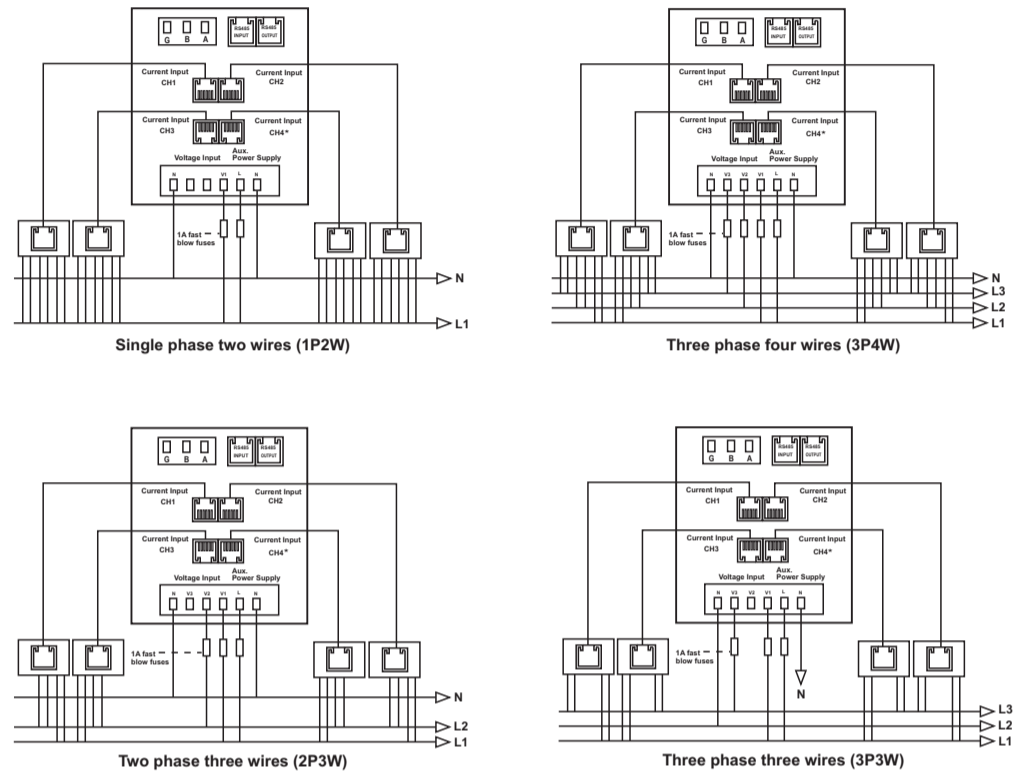 RS485 RS485
INPUT OUTPUT
G B A
Current Input Current Input
CH1 CH2
Current Input Current Input
CH3 CH4*
Aux.
Voltage Input Power Supply
N V1 L N
1A fast
blow fuses
N
L1
Single phase two wires (1P2W)
RS485 RS485
INPUT OUTPUT
G B A
Current Input Current Input
CH1 CH2
Current Input Current Input
CH3 CH4*
Aux.
Voltage Input Power Supply
N V3 V2 V1 L N
1A fast
blow fuses
N
L3
L2
L1
Three phase four wires (3P4W)
RS485 RS485
INPUT OUTPUT
G B A
Current Input Current Input
CH1 CH2
Current Input Current Input
CH3 CH4*
Aux.
Voltage Input Power Supply
N V3 V2 V1 L N
1A fast
blow fuses
N
L2
L1
Two phase three wires (2P3W)
RS485 RS485
INPUT OUTPUT
G B A
Current Input Current Input
CH1 CH2
Current Input Current Input
CH3 CH4*
Aux.
Voltage Input Power Supply
N V3 V2 V1 L N
1A fast
blow fuses
N
L3
L2
L1
Three phase three wires (3P3W)